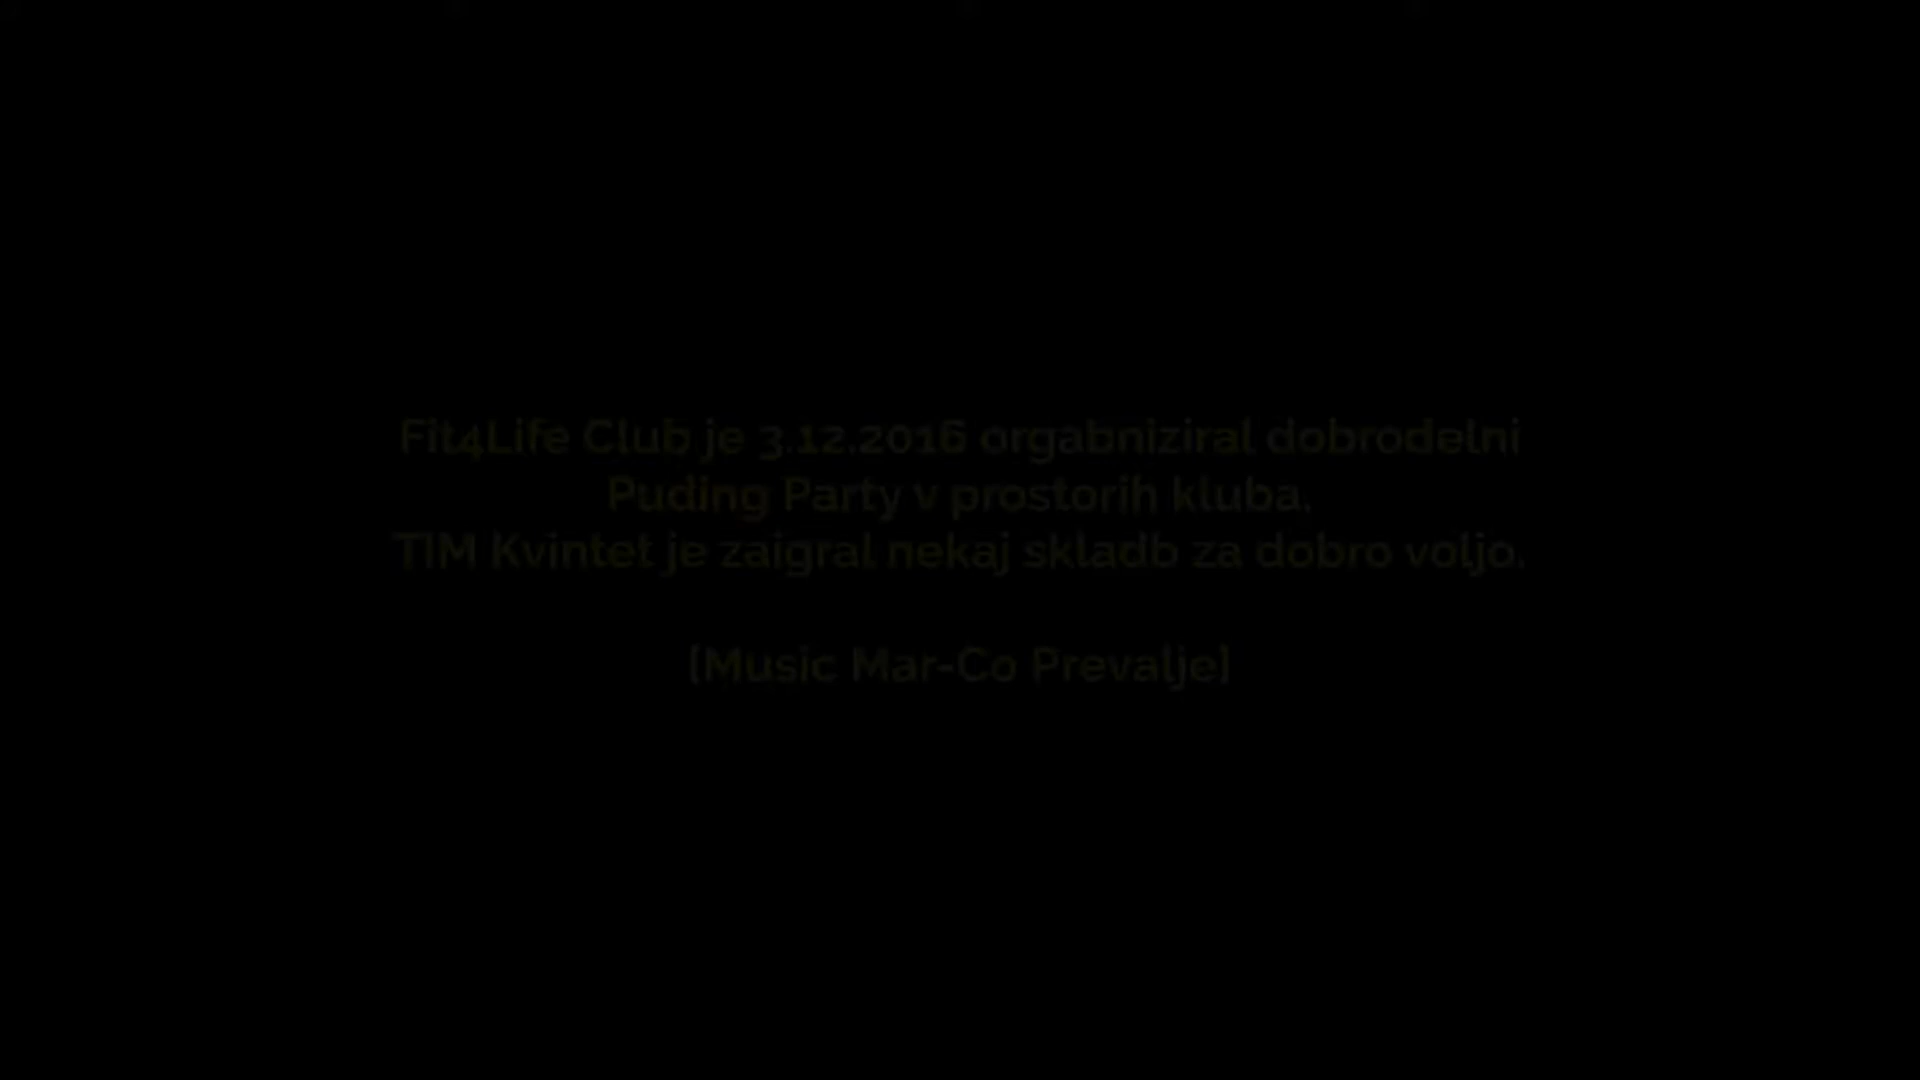 Fit4Life Club je 3.12.2016 orgabniziral dobrodelni
Puding Party v prostorih kluba.
TIM Kvintet je zaigral nekaj skladb za dobro voljo.
(Music Mar-Co Prevalje)